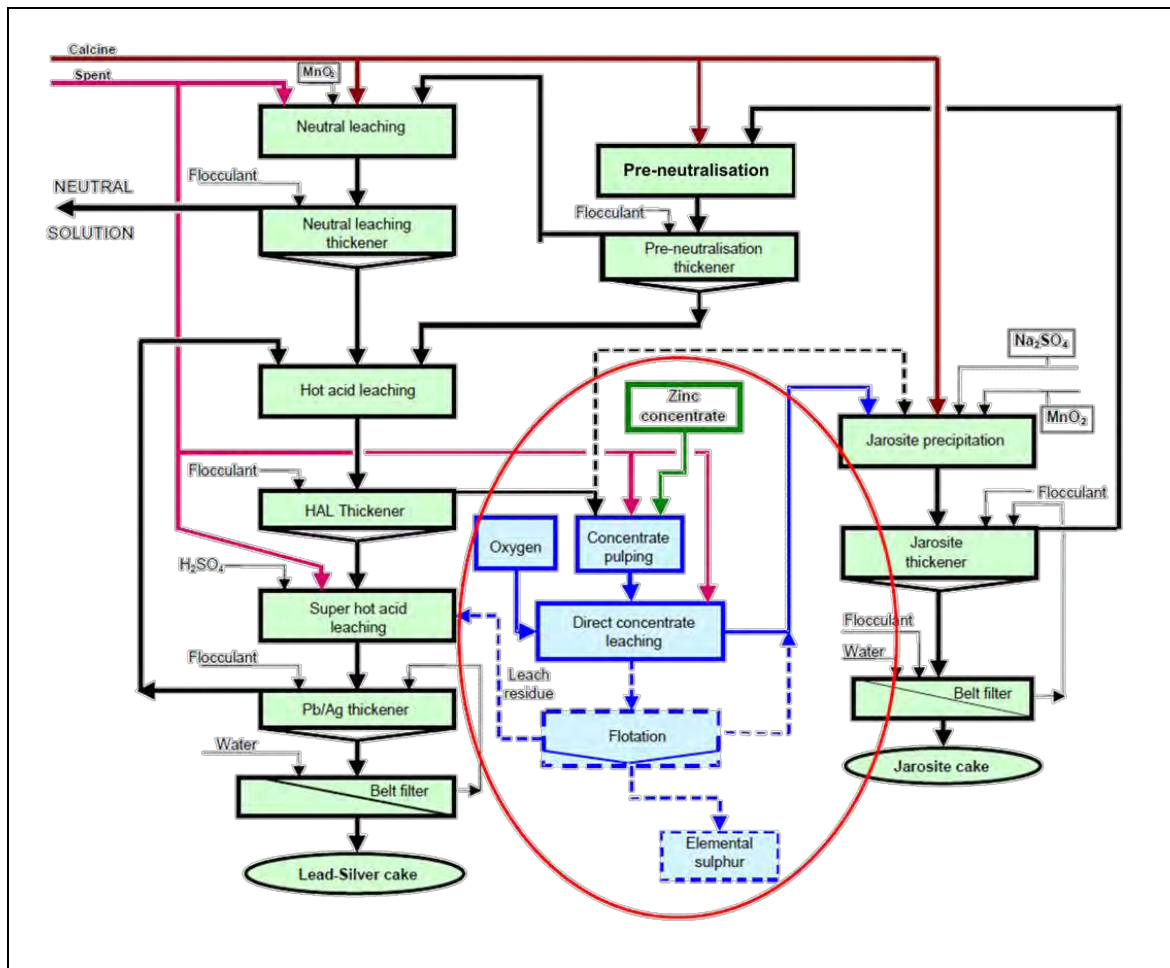 Calcine
Spent
MnO₂
Neutral leaching
Flocculant
NEUTRAL
SOLUTION
Neutral leaching
thickener
Pre-neutralisation
Flocculant
Pre-neutralisation
thickener
Hot acid leaching
Zinc
concentrate
Na₂SO₄
MnO₂
Jarosite precipitation
Flocculant
HAL Thickener
Oxygen
Concentrate
pulping
Flocculant
Jarosite
thickener
H₂SO₄
Super hot acid
leaching
Direct concentrate
leaching
Flocculant
Water
Belt filter
Jarosite cake
Flocculant
Pb/Ag thickener
Leach
residue
Flotation
Water
Belt filter
Elemental
sulphur
Lead-Silver cake